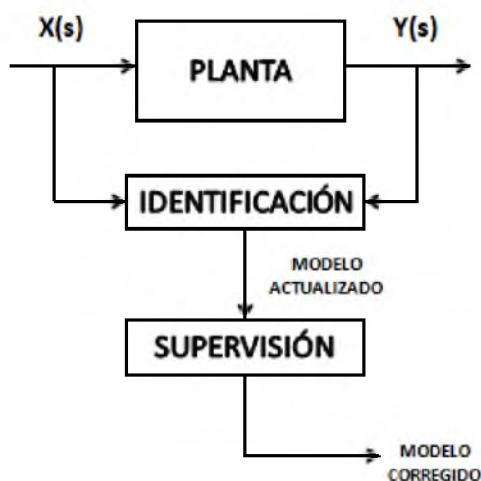 X(s)
Y(s)
PLANTA
IDENTIFICACIÓN
MODELO
ACTUALIZADO
SUPERVISIÓN
MODELO
CORREGIDO